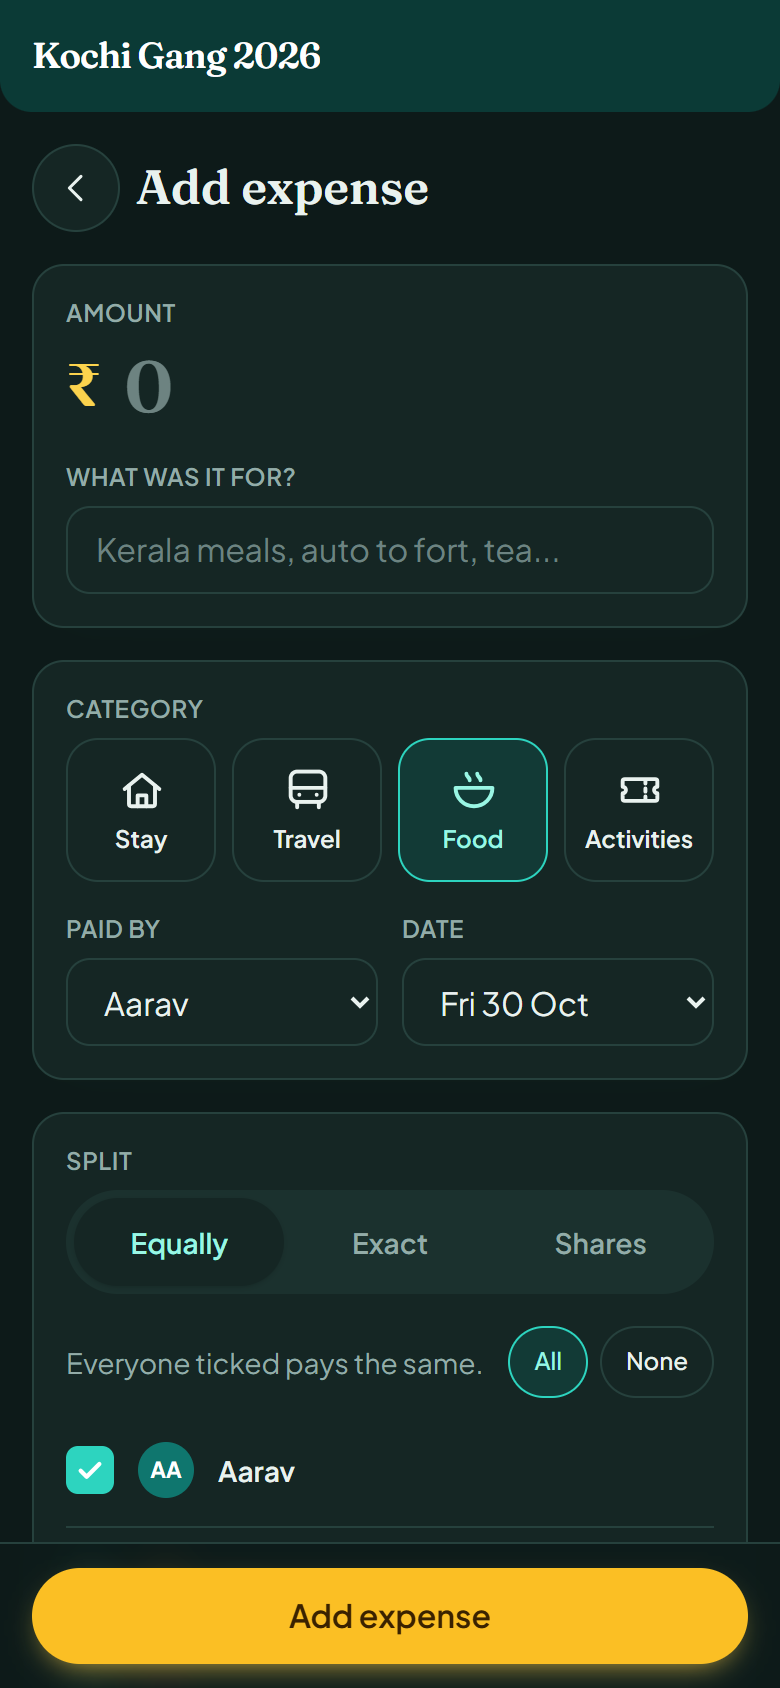 Kochi Gang 2026
Add expense
AMOUNT
₹ 0
WHAT WAS IT FOR?
Kerala meals, auto to fort, tea...
CATEGORY
Stay Travel Food Activities
PAID BY DATE
Aarav Fri 30 Oct
SPLIT
Equally Exact Shares
Everyone ticked pays the same. All None
AA Aarav
Add expense